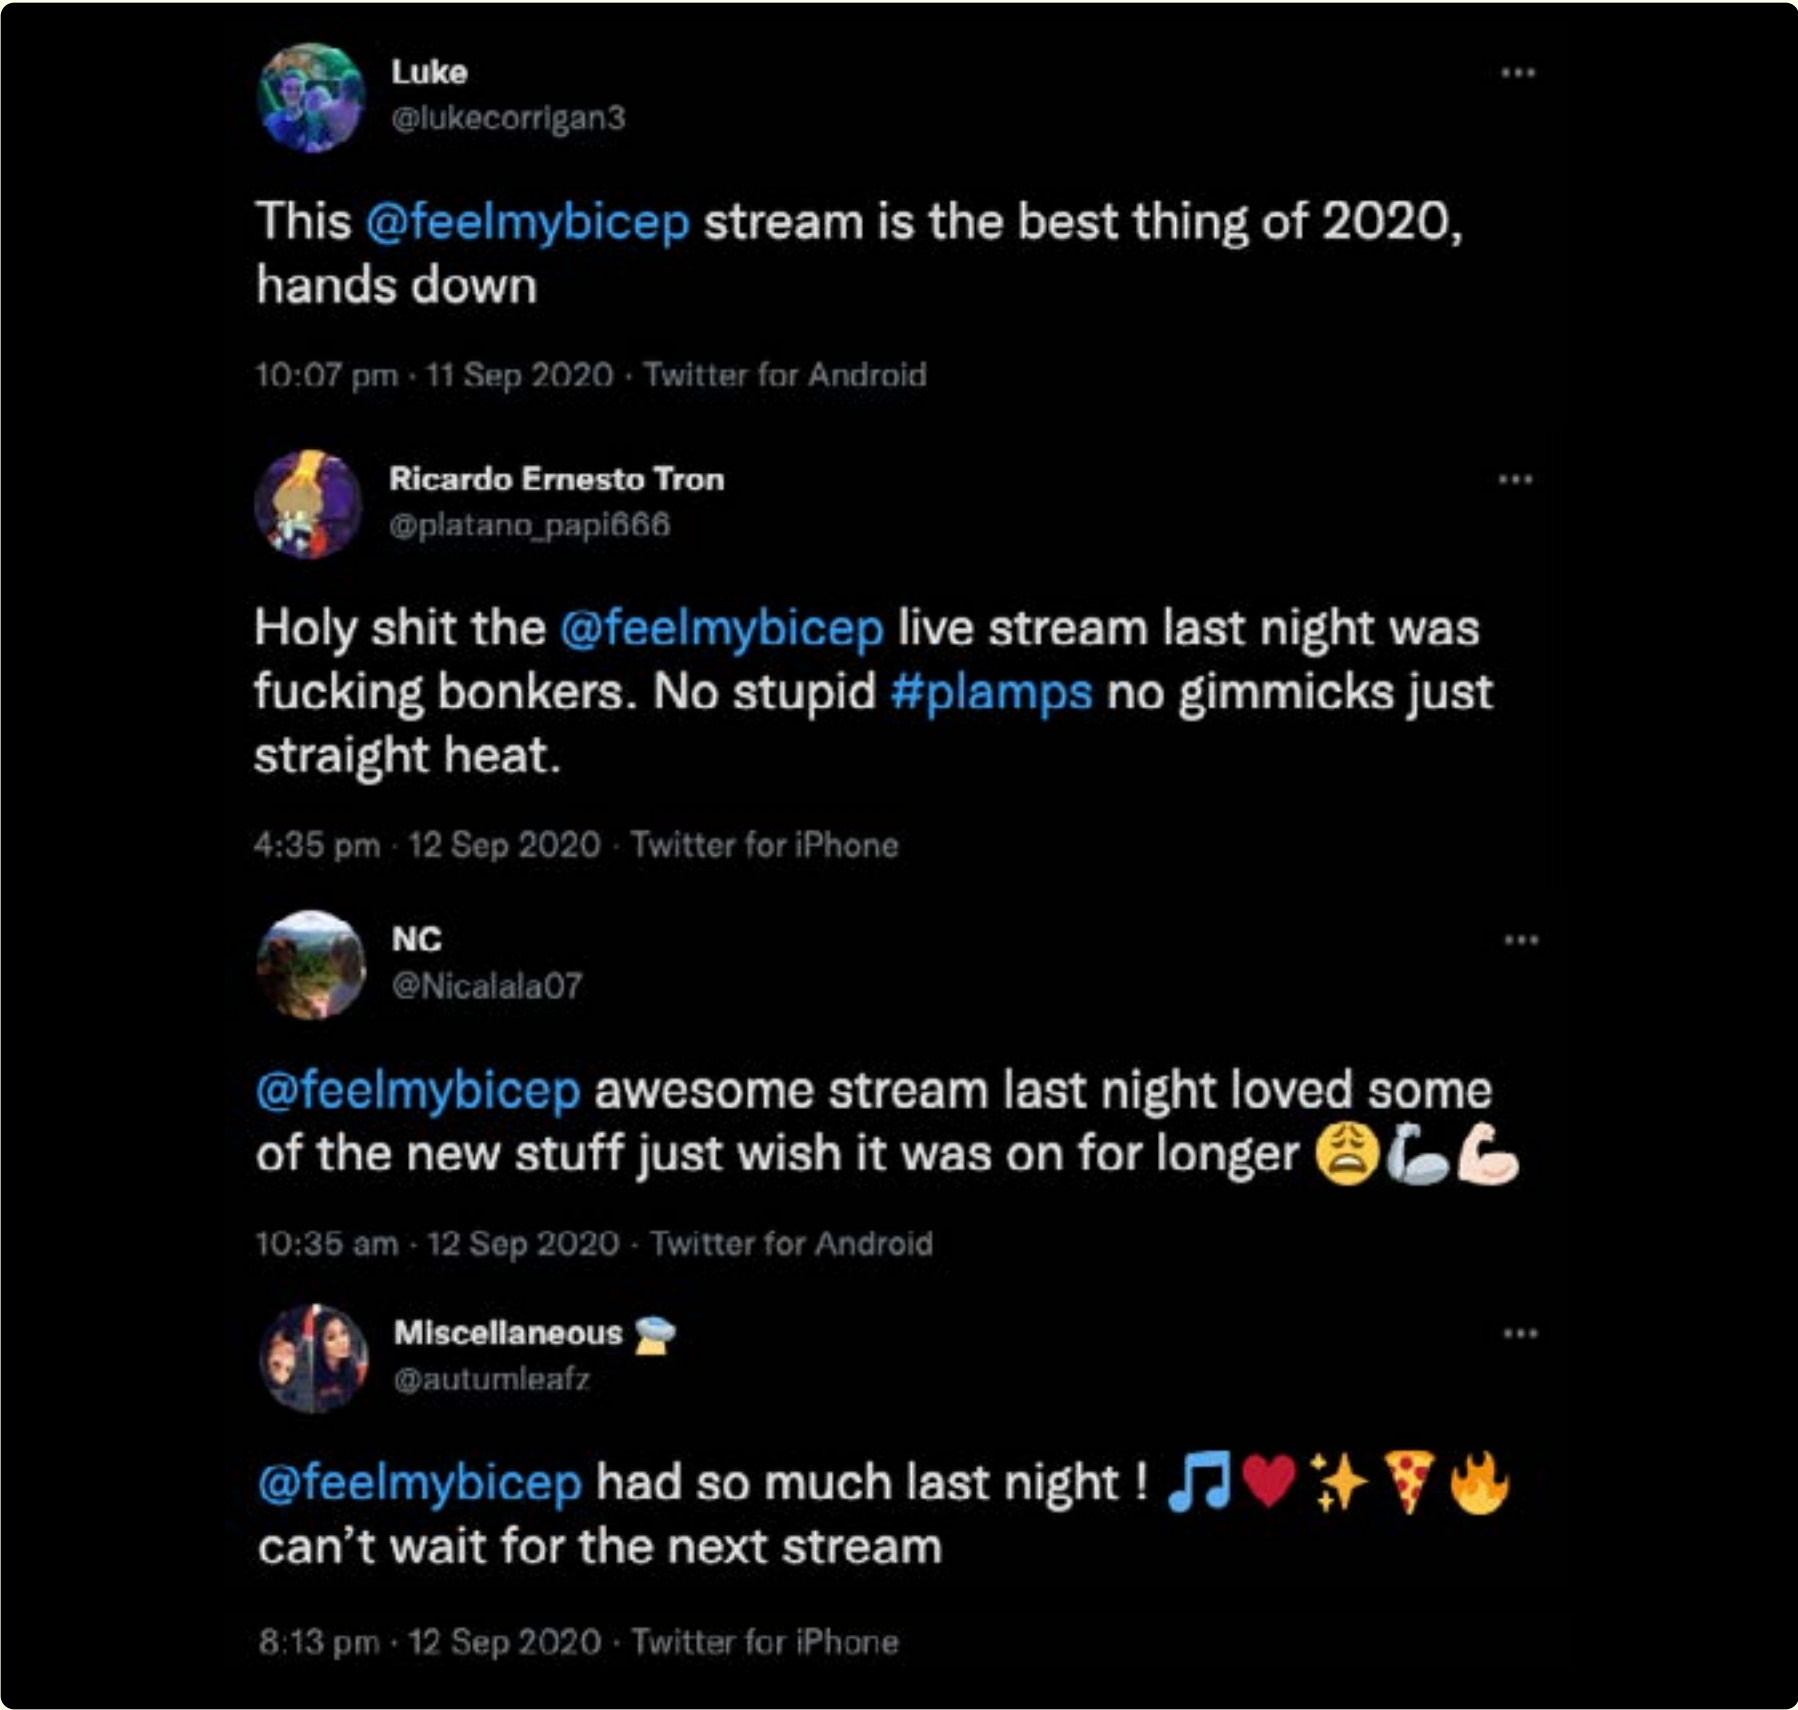 Luke
@lukecorrigan3
This @feelmybicep stream is the best thing of 2020,
hands down
10:07 pm · 11 Sep 2020 · Twitter for Android
Ricardo Ernesto Tron
@platano_papi666
Holy shit the @feelmybicep live stream last night was
fucking bonkers. No stupid #plamps no gimmicks just
straight heat.
4:35 pm · 12 Sep 2020 · Twitter for iPhone
NC
@Nicalala07
@feelmybicep awesome stream last night loved some
of the new stuff just wish it was on for longer 😩🦾💪🏻
10:35 am · 12 Sep 2020 · Twitter for Android
Miscellaneous
@autumleafz
@feelmybicep had so much last night ! 🎵♥️✨🍕🔥
can’t wait for the next stream
8:13 pm · 12 Sep 2020 · Twitter for iPhone